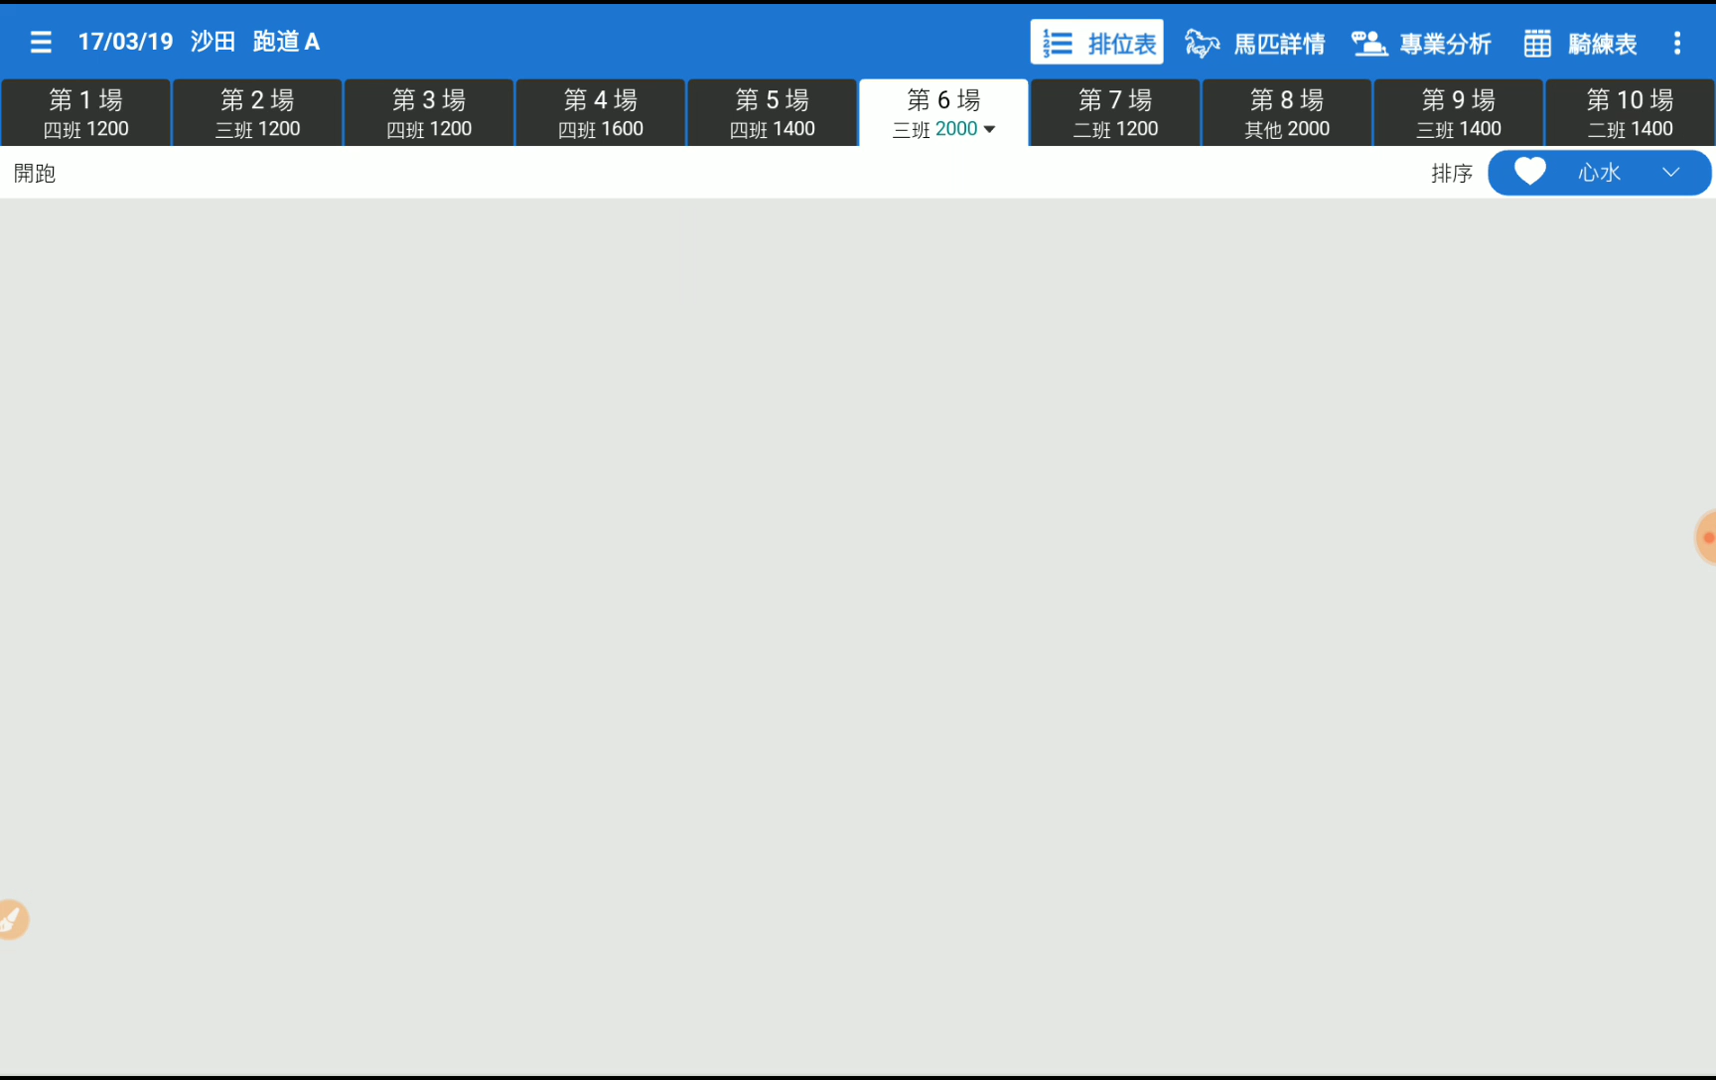 17/03/19 沙田 跑道 A
排位表 馬匹詳情 專業分析 騎練表
第 1 場 第 2 場 第 3 場 第 4 場 第 5 場 第 6 場 第 7 場 第 8 場 第 9 場 第 10 場
四班 1200 三班 1200 四班 1200 四班 1600 四班 1400 三班 2000 二班 1200 其他 2000 三班 1400 二班 1400
開跑 排序 心水